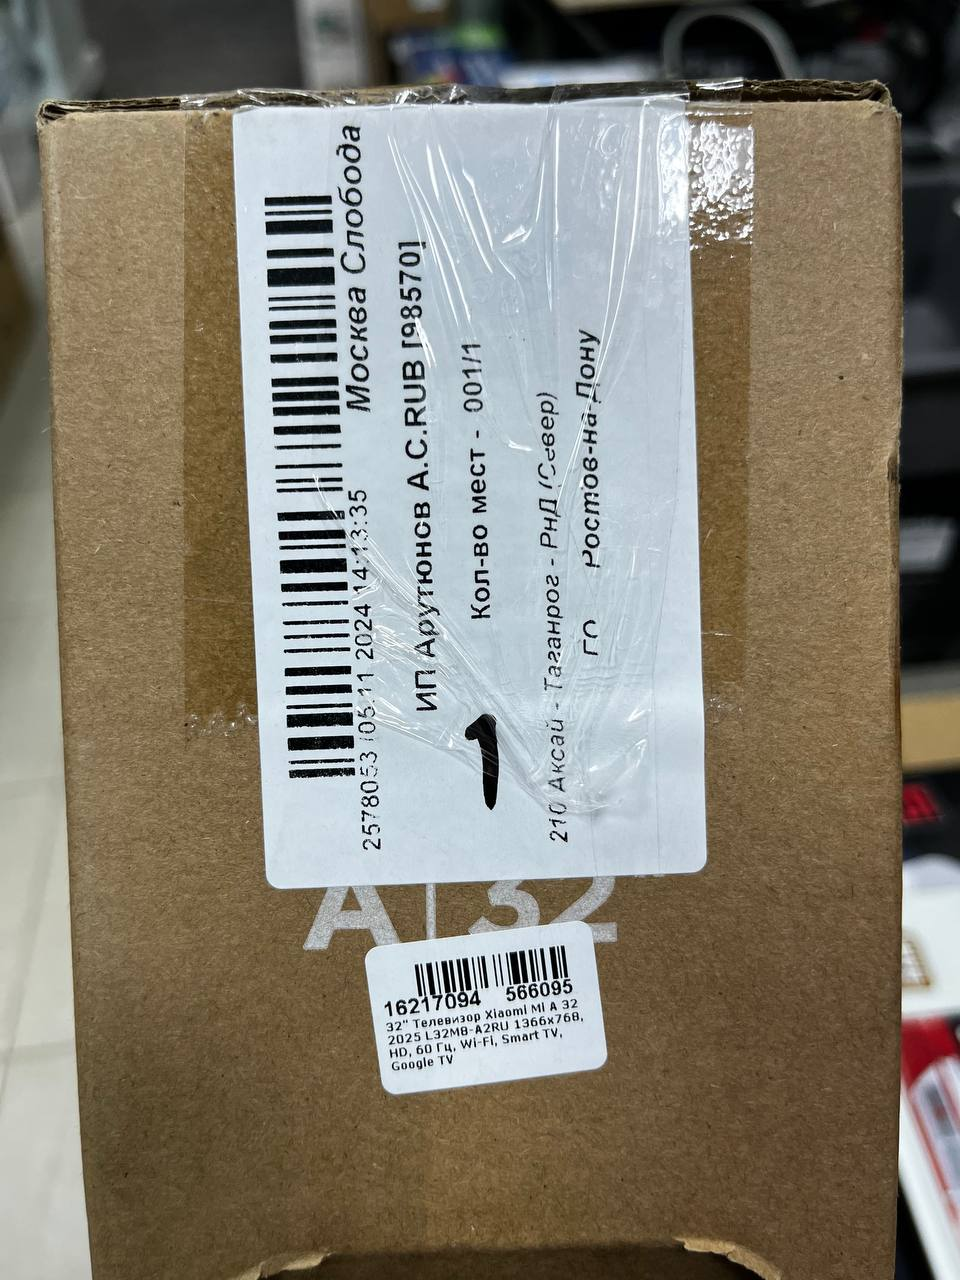 Москва Слобода
2578053 /05.11 2024 14:13:35
ИП Арутюнов А.С.RUB [98570]
Кол-во мест - 001/1
1
210 Аксай - Таганрог - РнД (Север)
ГО Ростов-на-Дону
A | 32"
16217094 566095
32" Телевизор Xiaomi Mi A 32
2025 L32M8-A2RU 1366x768,
HD, 60 Гц, Wi-Fi, Smart TV,
Google TV